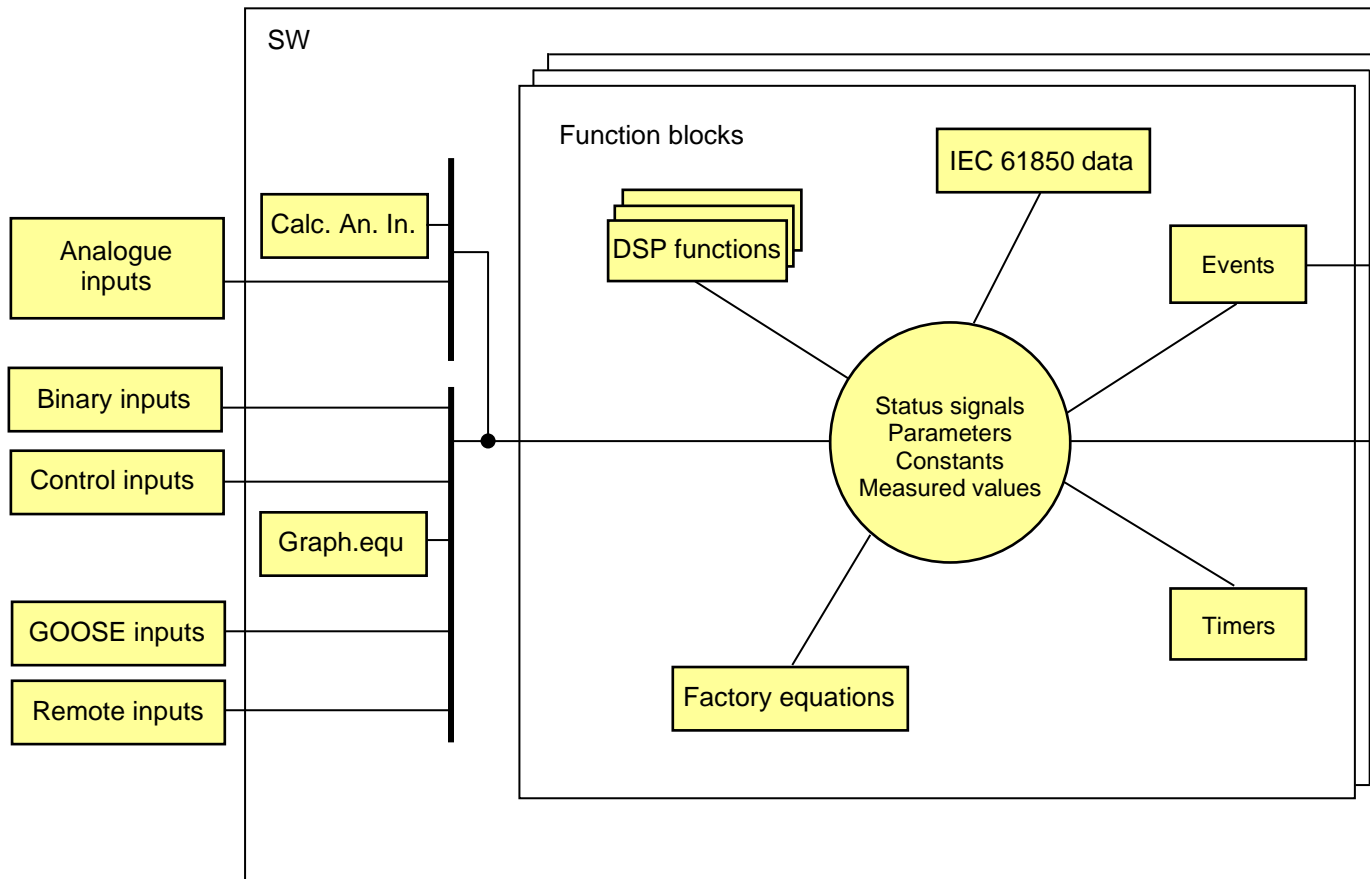 SW
Function blocks
IEC 61850 data
Calc. An. In.
DSP functions
Analogue
inputs
Events
Binary inputs
Status signals
Parameters
Constants
Measured values
Control inputs
Graph.equ
GOOSE inputs
Timers
Remote inputs
Factory equations